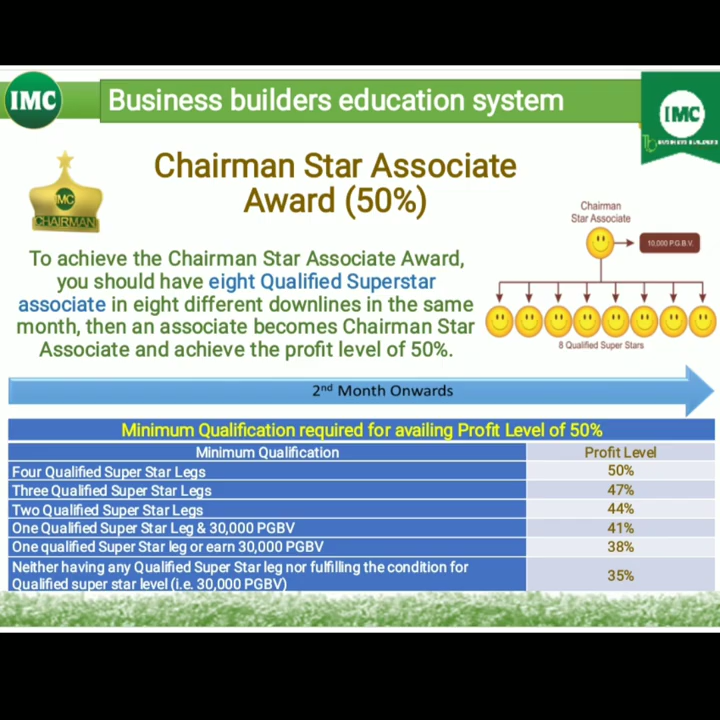 IMC
Business builders education system
IMC
BUSINESS BUILDERS
IMC
CHAIRMAN
Chairman Star Associate
Award (50%)
To achieve the Chairman Star Associate Award,
you should have eight Qualified Superstar
associate in eight different downlines in the same
month, then an associate becomes Chairman Star
Associate and achieve the profit level of 50%.
Chairman
Star Associate
10,000 P.G.B.V.
8 Qualified Super Stars
2nd Month Onwards
Minimum Qualification required for availing Profit Level of 50%
Minimum Qualification Profit Level
Four Qualified Super Star Legs 50%
Three Qualified Super Star Legs 47%
Two Qualified Super Star Legs 44%
One Qualified Super Star Leg & 30,000 PGBV 41%
One qualified Super Star leg or earn 30,000 PGBV 38%
Neither having any Qualified Super Star leg nor fulfilling the condition for
Qualified super star level (i.e. 30,000 PGBV) 35%